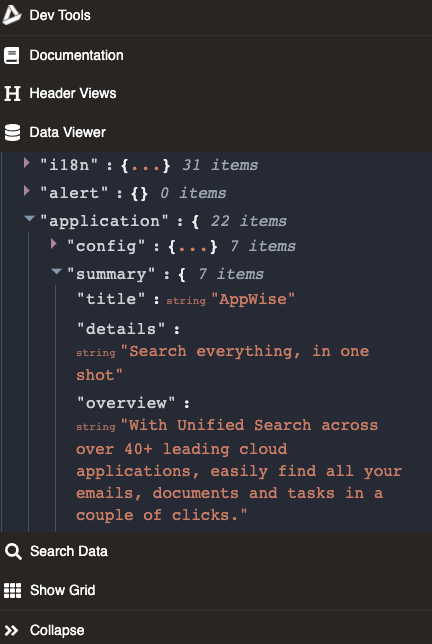 Dev Tools
Documentation
Header Views
Data Viewer
"i18n" : {...} 31 items
"alert" : {} 0 items
"application" : { 22 items
"config" : {...} 7 items
"summary" : { 7 items
"title" : string "AppWise"
"details" :
string "Search everything, in one
shot"
"overview" :
string "With Unified Search across
over 40+ leading cloud
applications, easily find all your
emails, documents and tasks in a
couple of clicks."
Search Data
Show Grid
Collapse